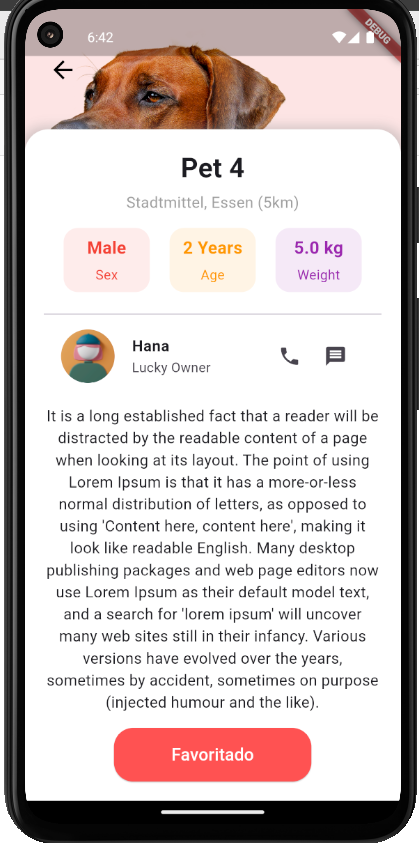 6:42
DEBUG
Pet 4
Stadtmittel, Essen (5km)
Male
2 Years
5.0 kg
Sex
Age
Weight
Hana
Lucky Owner
It is a long established fact that a reader will be
distracted by the readable content of a page
when looking at its layout. The point of using
Lorem Ipsum is that it has a more-or-less
normal distribution of letters, as opposed to
using 'Content here, content here', making it
look like readable English. Many desktop
publishing packages and web page editors now
use Lorem Ipsum as their default model text,
and a search for 'lorem ipsum' will uncover
many web sites still in their infancy. Various
versions have evolved over the years,
sometimes by accident, sometimes on purpose
(injected humour and the like).
Favoritado